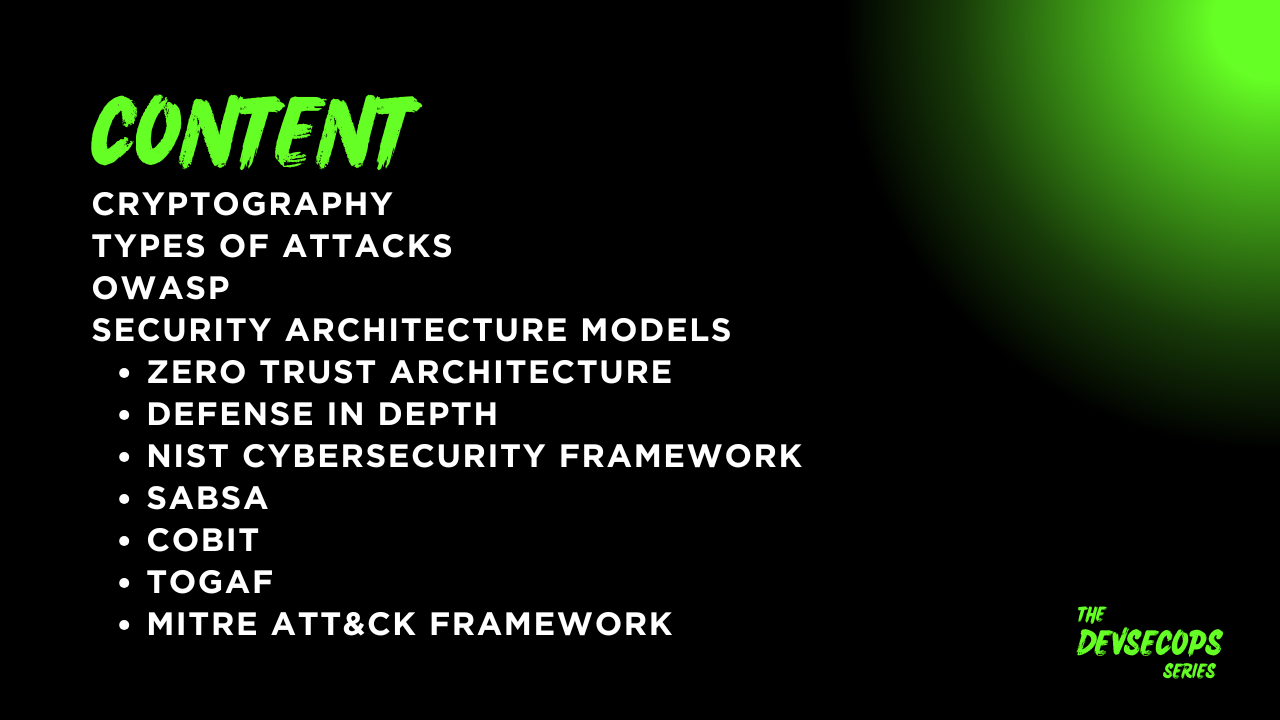 CONTENT
CRYPTOGRAPHY
TYPES OF ATTACKS
OWASP
SECURITY ARCHITECTURE MODELS
• ZERO TRUST ARCHITECTURE
• DEFENSE IN DEPTH
• NIST CYBERSECURITY FRAMEWORK
• SABSA
• COBIT
• TOGAF
• MITRE ATT&CK FRAMEWORK
THE
DEVSECOPS
SERIES